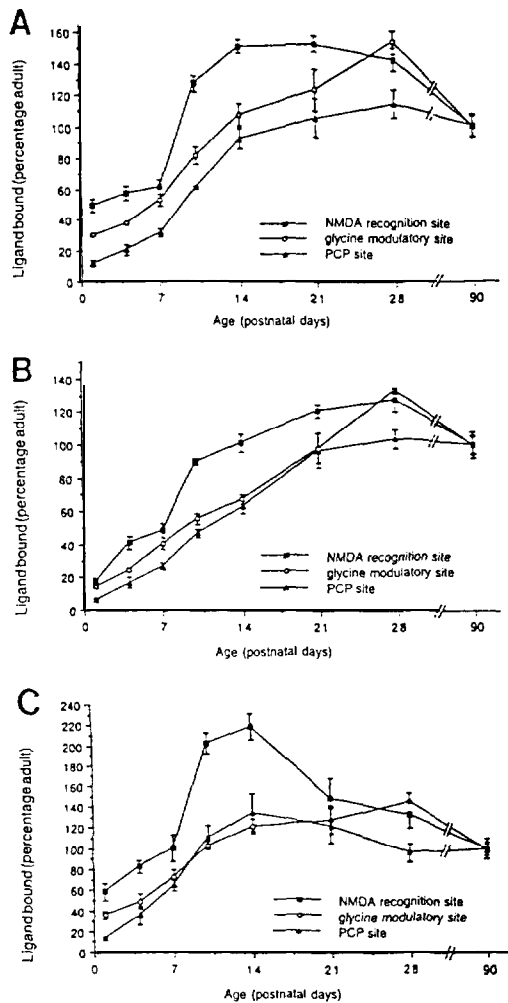 A
Ligand bound (percentage adult)
160
140
120
100
80
60
40
20
0
NMDA recognition site
glycine modulatory site
PCP site
0 7 14 21 28 90
Age (postnatal days)
B
Ligand bound (percentage adult)
140
120
100
80
60
40
20
0
NMDA recognition site
glycine modulatory site
PCP site
0 7 14 21 28 90
Age (postnatal days)
C
Ligand bound (percentage adult)
240
220
200
180
160
140
120
100
80
60
40
20
0
NMDA recognition site
glycine modulatory site
PCP site
0 7 14 21 28 90
Age (postnatal days)